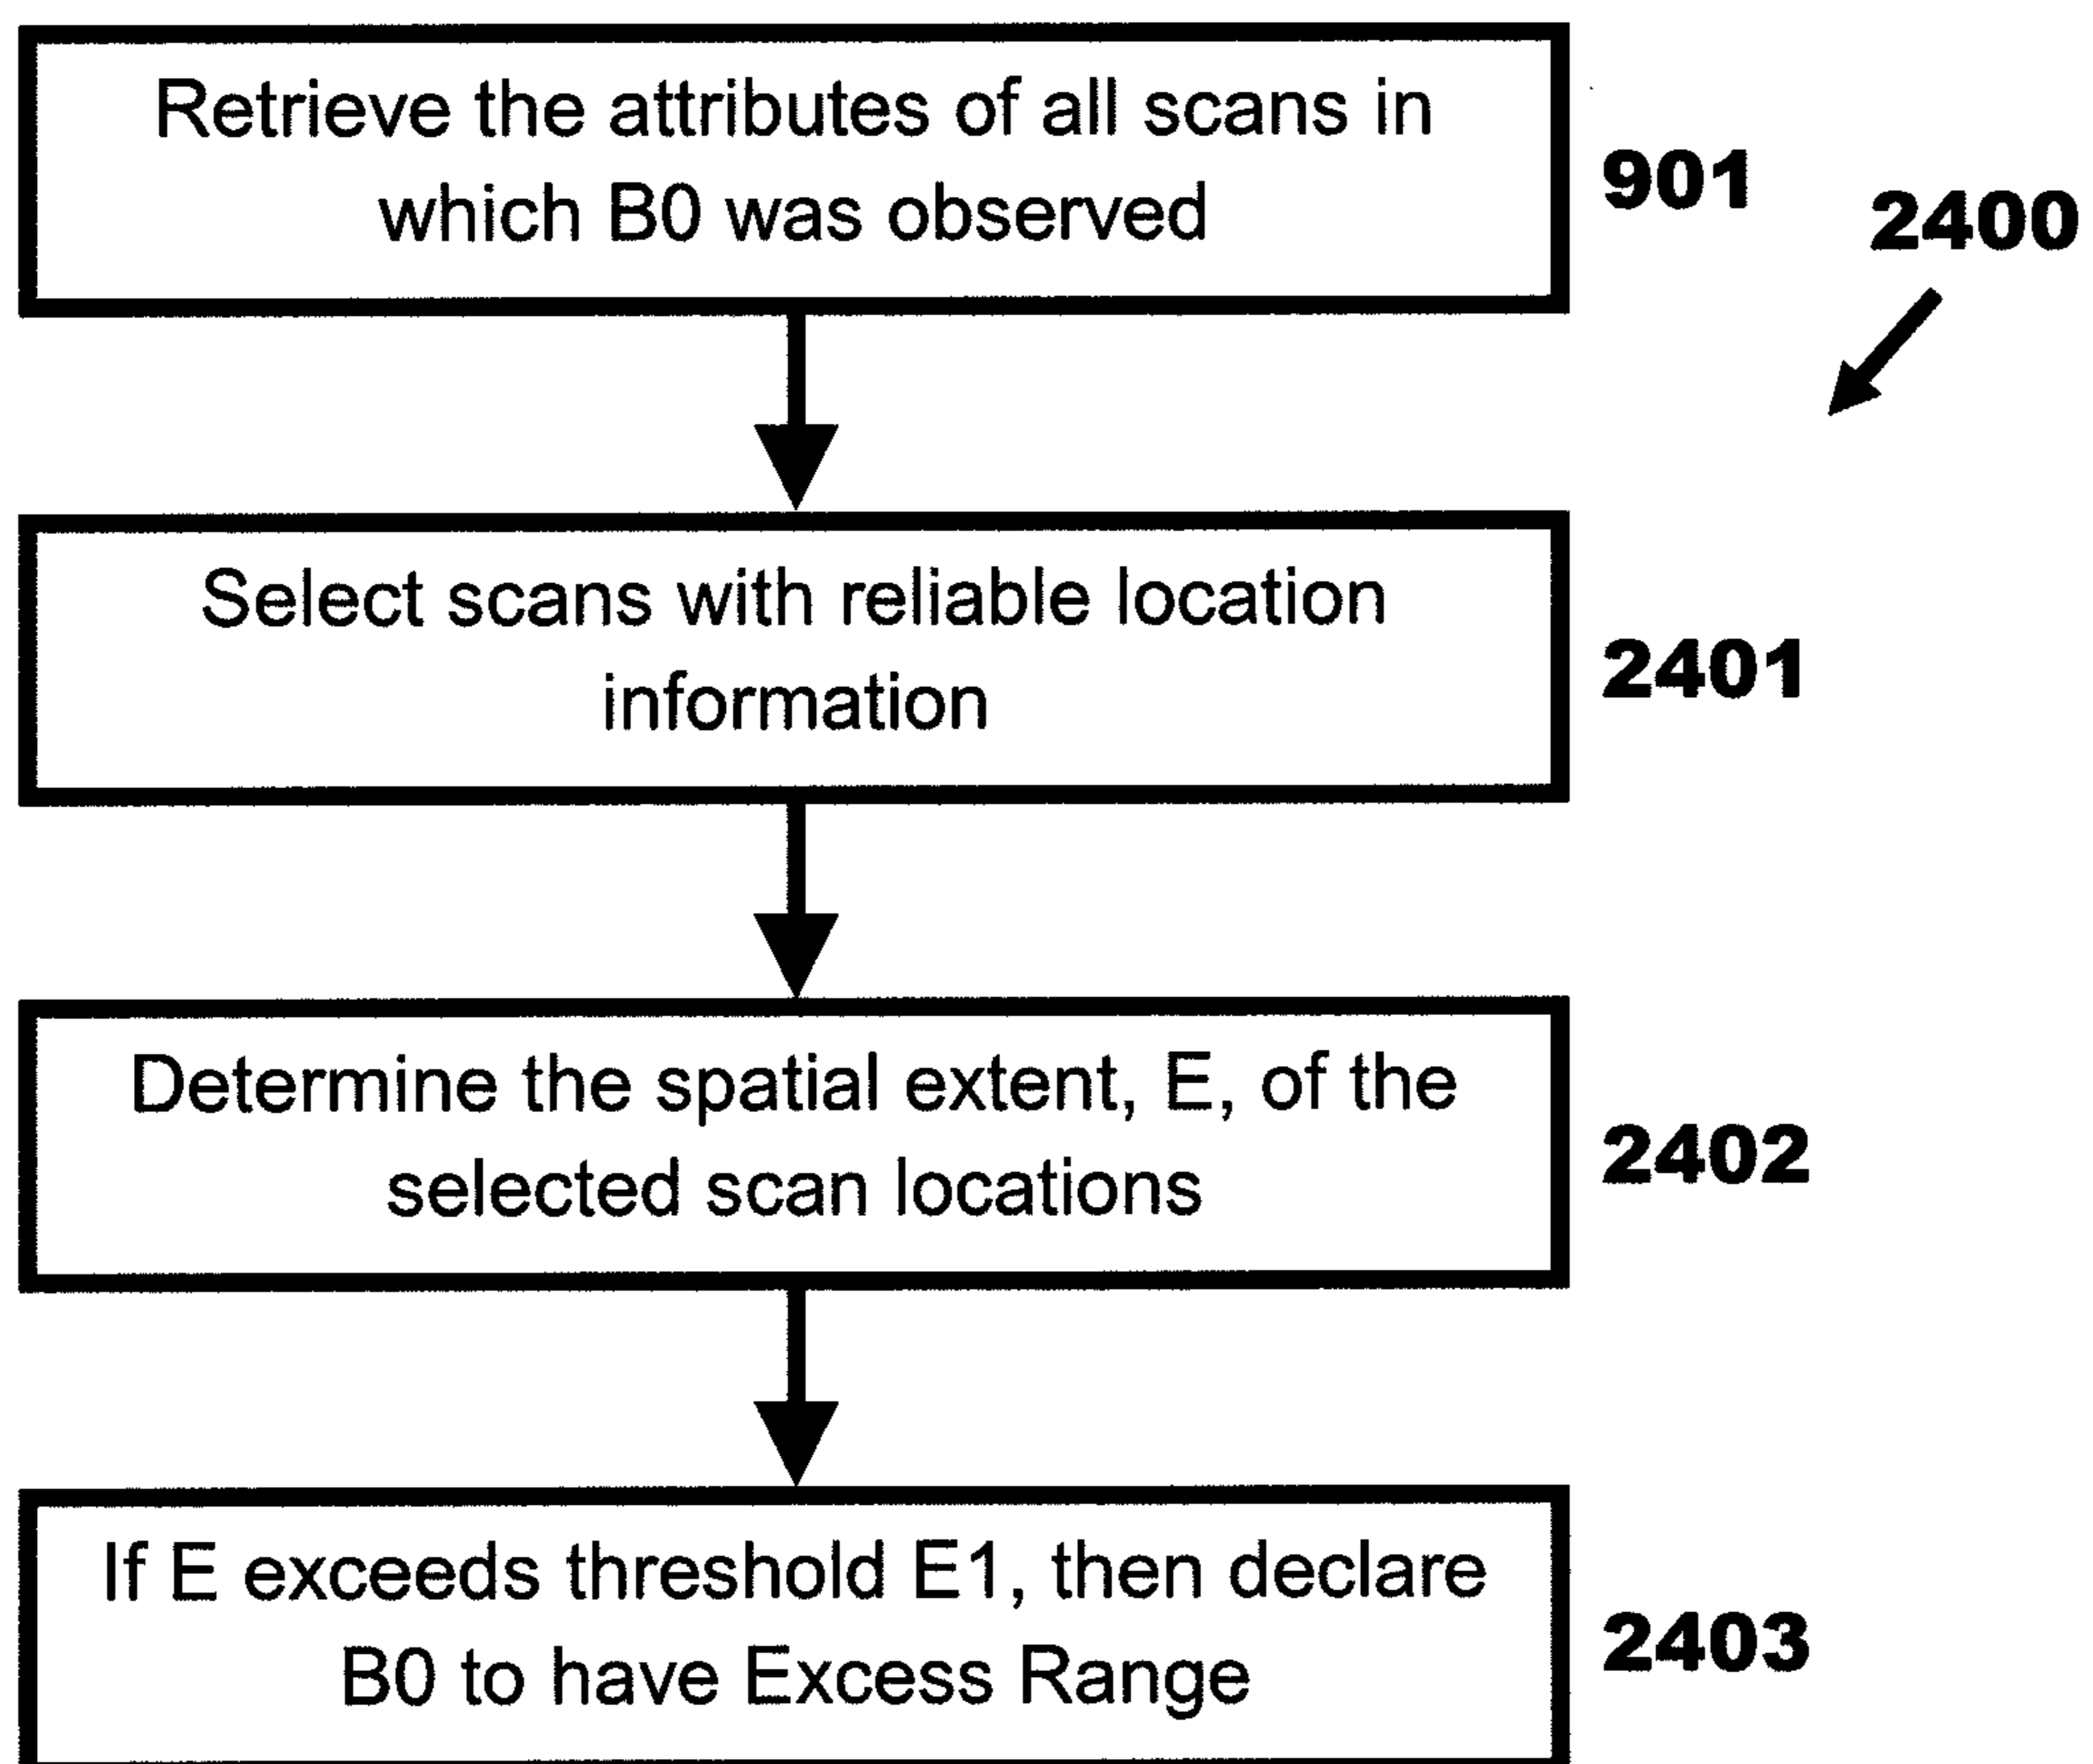 Retrieve the attributes of all scans in
which B0 was observed
901
2400
Select scans with reliable location
information
2401
Determine the spatial extent, E, of the
selected scan locations
2402
If E exceeds threshold E1, then declare
B0 to have Excess Range
2403